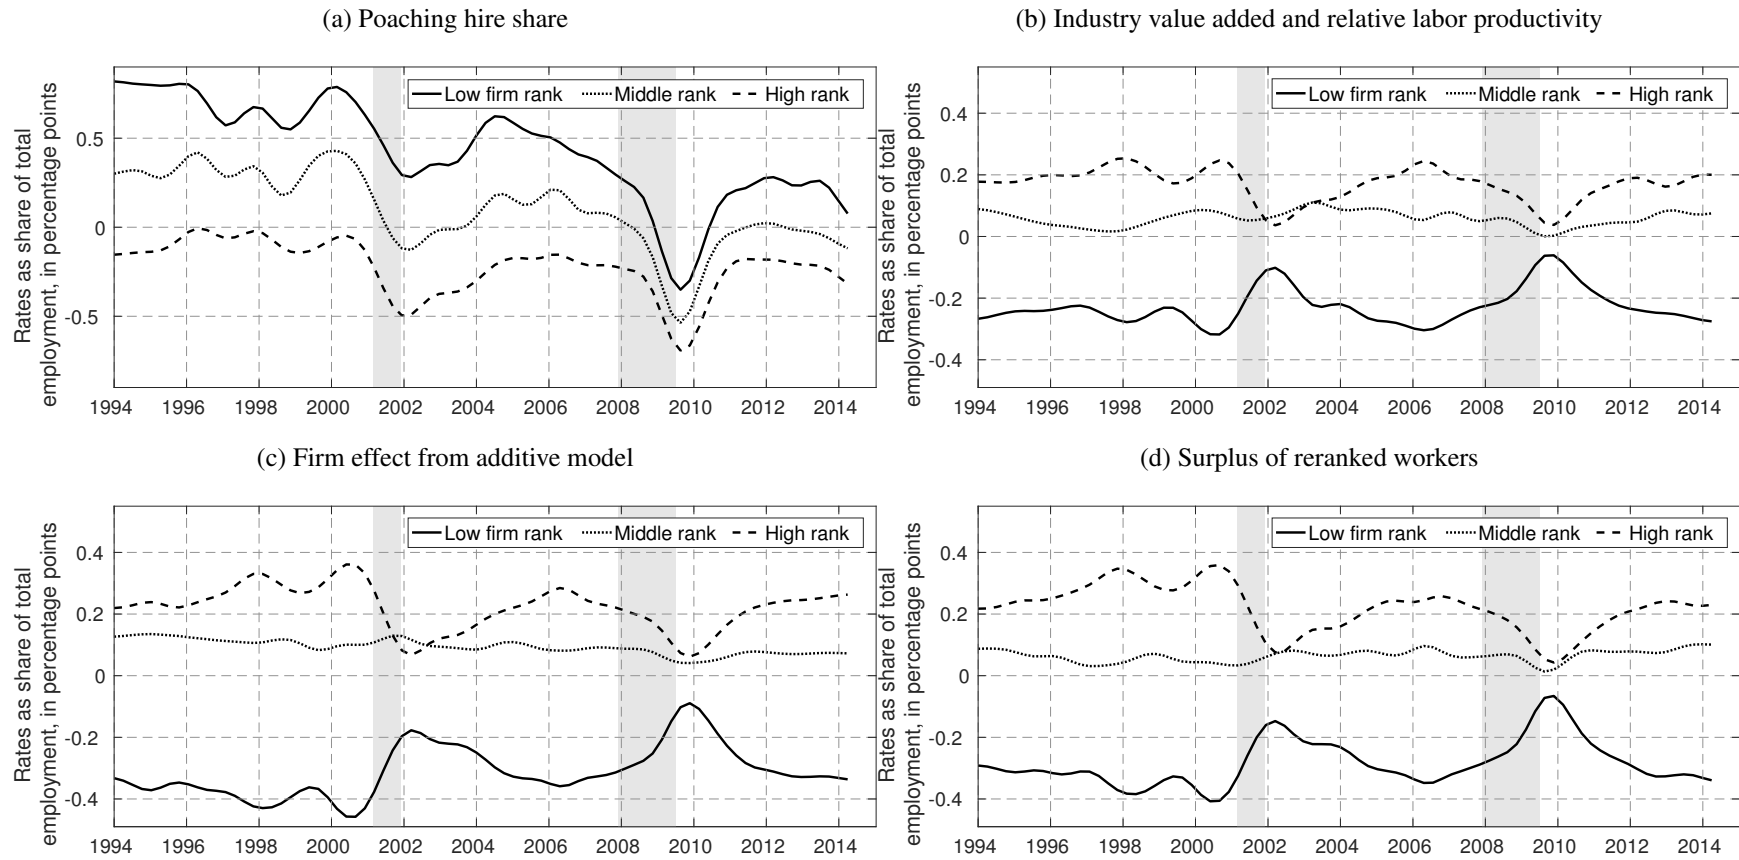 (a) Poaching hire share
Rates as share of total
employment, in percentage points
Low firm rank Middle rank High rank
0.5
0
-0.5
1994 1996 1998 2000 2002 2004 2006 2008 2010 2012 2014
(b) Industry value added and relative labor productivity
Rates as share of total
employment, in percentage points
Low firm rank Middle rank High rank
0.4
0.2
0
-0.2
-0.4
1994 1996 1998 2000 2002 2004 2006 2008 2010 2012 2014
(c) Firm effect from additive model
Rates as share of total
employment, in percentage points
Low firm rank Middle rank High rank
0.4
0.2
0
-0.2
-0.4
1994 1996 1998 2000 2002 2004 2006 2008 2010 2012 2014
(d) Surplus of reranked workers
Rates as share of total
employment, in percentage points
Low firm rank Middle rank High rank
0.4
0.2
0
-0.2
-0.4
1994 1996 1998 2000 2002 2004 2006 2008 2010 2012 2014